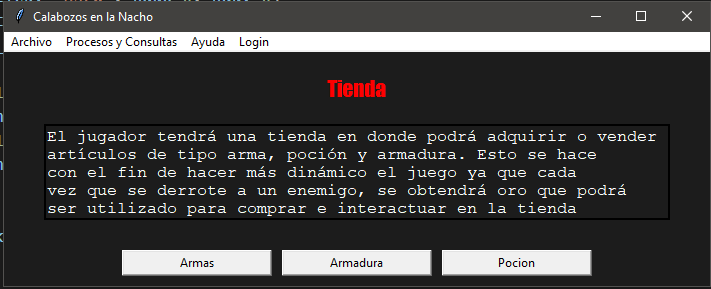 Calabozos en la Nacho
Archivo Procesos y Consultas Ayuda Login
Tienda
El jugador tendrá una tienda en donde podrá adquirir o vender
artículos de tipo arma, poción y armadura. Esto se hace
con el fin de hacer más dinámico el juego ya que cada
vez que se derrote a un enemigo, se obtendrá oro que podrá
ser utilizado para comprar e interactuar en la tienda
Armas Armadura Pocion